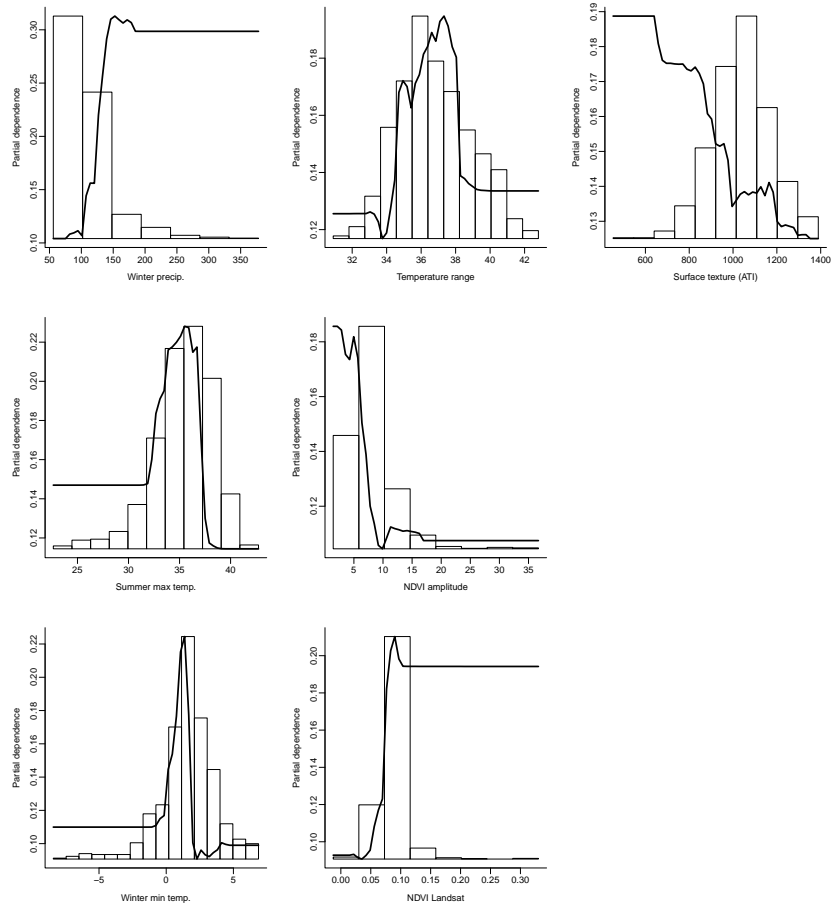 Partial dependence
0.10 0.15 0.20 0.25 0.30
50 100 150 200 250 300 350
Winter precip.
Partial dependence
0.12 0.14 0.16 0.18
32 34 36 38 40 42
Temperature range
Partial dependence
0.13 0.14 0.15 0.16 0.17 0.18 0.19
600 800 1000 1200 1400
Surface texture (ATI)
Partial dependence
0.12 0.14 0.16 0.18 0.20 0.22
25 30 35 40
Summer max temp.
Partial dependence
0.12 0.14 0.16 0.18
5 10 15 20 25 30 35
NDVI amplitude
Partial dependence
0.10 0.12 0.14 0.16 0.18 0.20 0.22
−5 0 5
Winter min temp.
Partial dependence
0.10 0.12 0.14 0.16 0.18 0.20
0.00 0.05 0.10 0.15 0.20 0.25 0.30
NDVI Landsat